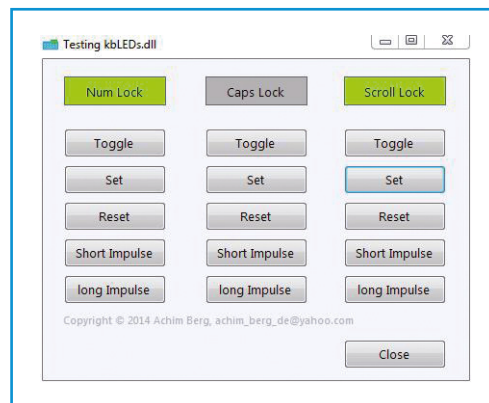 Testing kbLEDs.dll
Num Lock Caps Lock Scroll Lock
Toggle Toggle Toggle
Set Set Set
Reset Reset Reset
Short Impulse Short Impulse Short Impulse
long Impulse long Impulse long Impulse
Copyright © 2014 Achim Berg, achim_berg_de@yahoo.com
Close